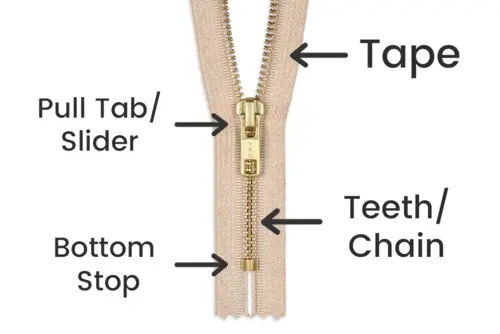 Tape
Pull Tab/
Slider
Teeth/
Chain
Bottom
Stop